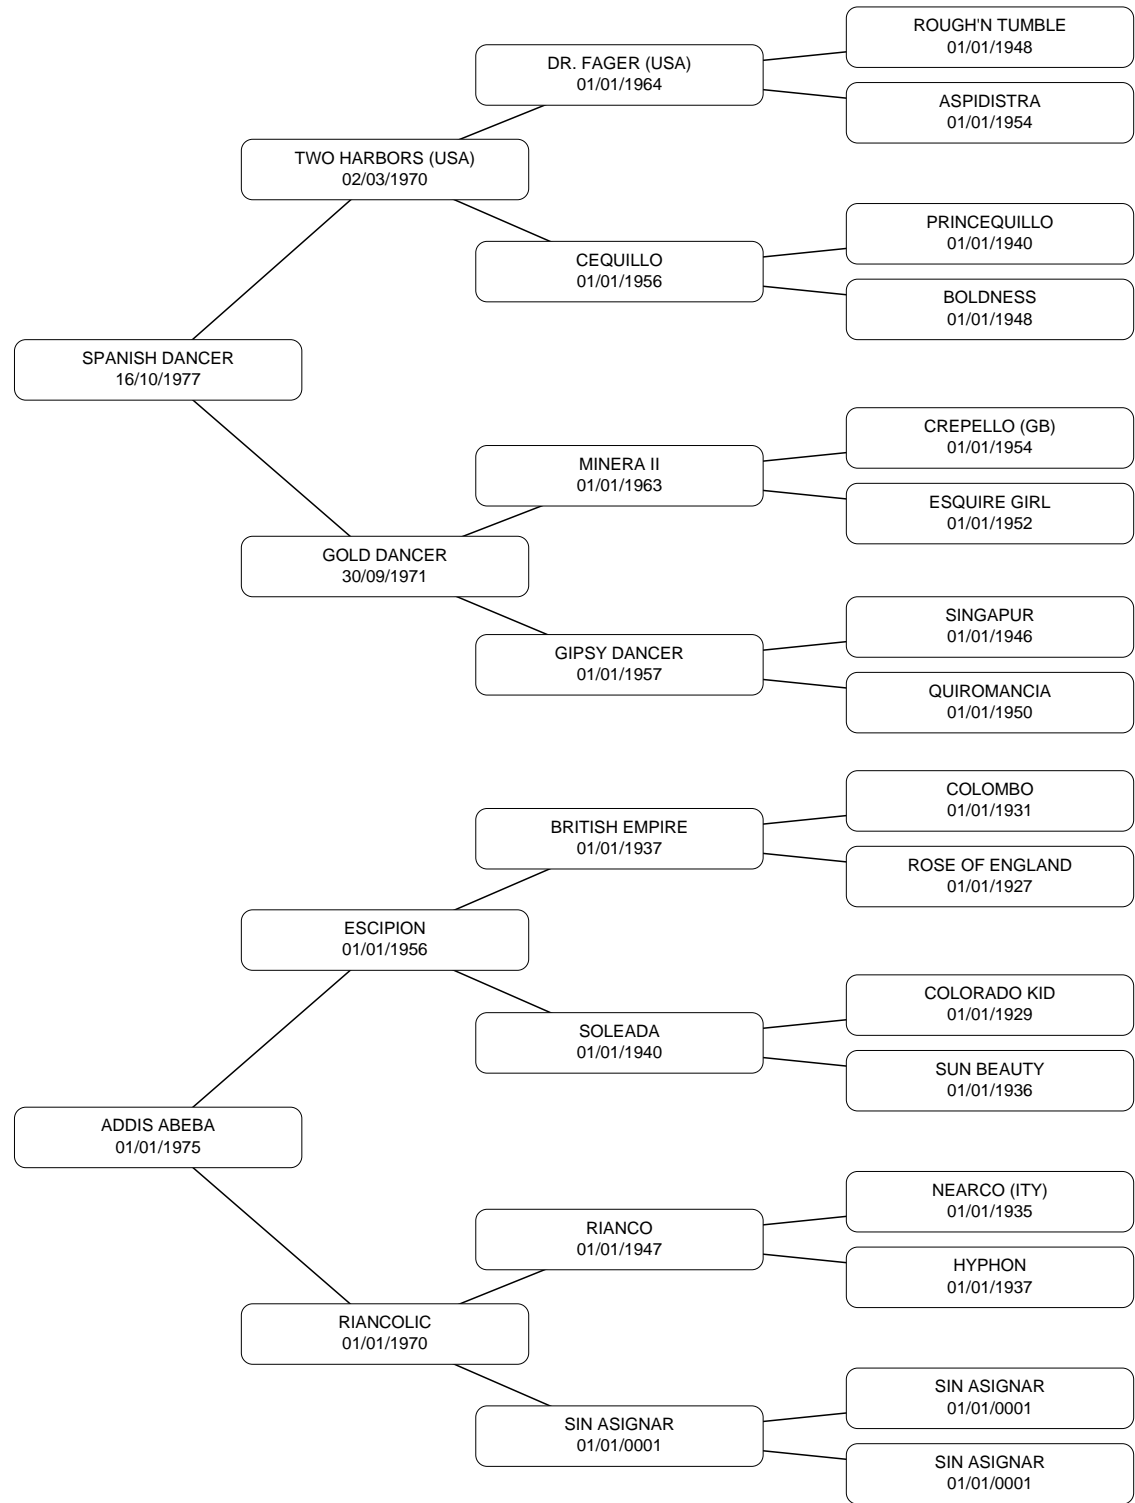 ROUGH'N TUMBLE
01/01/1948
DR. FAGER (USA)
01/01/1964
ASPIDISTRA
01/01/1954
TWO HARBORS (USA)
02/03/1970
PRINCEQUILLO
01/01/1940
CEQUILLO
01/01/1956
BOLDNESS
01/01/1948
SPANISH DANCER
16/10/1977
CREPELLO (GB)
01/01/1954
MINERA II
01/01/1963
ESQUIRE GIRL
01/01/1952
GOLD DANCER
30/09/1971
SINGAPUR
01/01/1946
GIPSY DANCER
01/01/1957
QUIROMANCIA
01/01/1950
COLOMBO
01/01/1931
BRITISH EMPIRE
01/01/1937
ROSE OF ENGLAND
01/01/1927
ESCIPION
01/01/1956
COLORADO KID
01/01/1929
SOLEADA
01/01/1940
SUN BEAUTY
01/01/1936
ADDIS ABEBA
01/01/1975
NEARCO (ITY)
01/01/1935
RIANCO
01/01/1947
HYPHON
01/01/1937
RIANCOLIC
01/01/1970
SIN ASIGNAR
01/01/0001
SIN ASIGNAR
01/01/0001
SIN ASIGNAR
01/01/0001